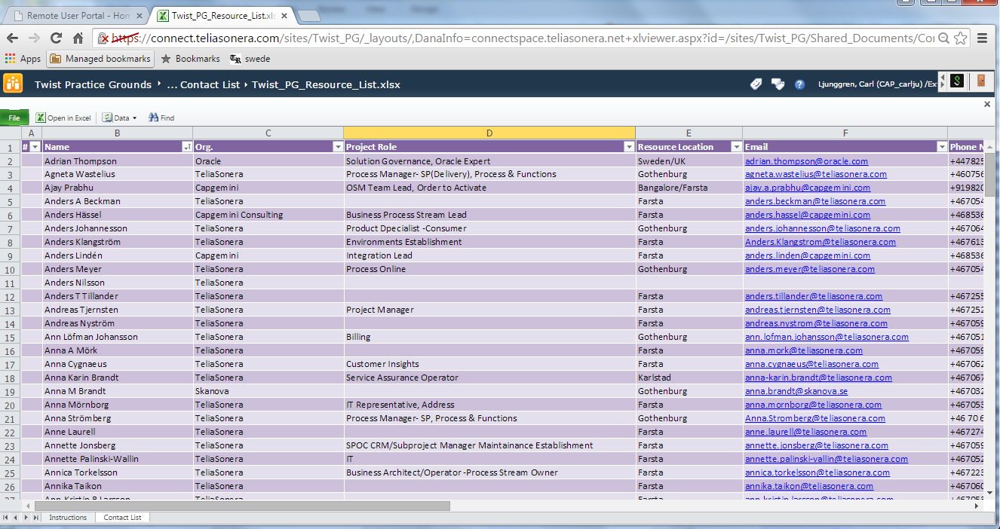 Remote User Portal - Hom
Twist_PG_Resource_List.xls
https://connect.teliasonera.com/sites/Twist_PG/_layouts/,DanaInfo=connectspace.teliasonera.net+xlviewer.aspx?id=/sites/Twist_PG/Shared_Documents/Cor
Apps Managed bookmarks Bookmarks swede
Twist Practice Grounds ... Contact List Twist_PG_Resource_List.xlsx Ljunggren, Carl (CAP_carlju) /Ex
File Open in Excel Data Find
A B C D E F
1 # Name Org. Project Role Resource Location Email Phone N
2 Adrian Thompson Oracle Solution Governance, Oracle Expert Sweden/UK adrian.thompson@oracle.com +447825
3 Agneta Wastelius TeliaSonera Process Manager- SP(Delivery), Process & Functions Gothenburg agneta.wastelius@teliasonera.com +460756
4 Ajay Prabhu Capgemini OSM Team Lead, Order to Activate Bangalore/Farsta ajay.a.prabhu@capgemini.com +919820
5 Anders A Beckman TeliaSonera Farsta anders.beckman@teliasonera.com +467054
6 Anders Hässel Capgemini Consulting Business Process Stream Lead Farsta anders.hassel@capgemini.com +468536
7 Anders Johannesson TeliaSonera Product Dpecialist -Consumer Gothenburg anders.johannesson@teliasonera.com +467064
8 Anders Klangström TeliaSonera Environments Establishment Farsta Anders.Klangstrom@teliasonera.com +467613
9 Anders Lindén Capgemini Integration Lead Farsta anders.linden@capgemini.com +468536
10 Anders Meyer TeliaSonera Process Online Gothenburg anders.meyer@teliasonera.com +467054
11 Anders Nilsson TeliaSonera
12 Anders T Tillander TeliaSonera Farsta anders.tillander@teliasonera.com +467255
13 Andreas Tjernsten TeliaSonera Project Manager Farsta andreas.tjernsten@teliasonera.com +467252
14 Andreas Nyström TeliaSonera Farsta andreas.nystrom@teliasonera.com +467059
15 Ann Löfman Johansson TeliaSonera Billing Gothenburg ann.lofman.johansson@teliasonera.com +467051
16 Anna A Mörk TeliaSonera Farsta anna.mork@teliasonera.com +467059
17 Anna Cygnaeus TeliaSonera Customer Insights Farsta anna.cygnaeus@teliasonera.com +467062
18 Anna Karin Brandt TeliaSonera Service Assurance Operator Karlstad anna-karin.brandt@teliasonera.com +467067
19 Anna M Brandt Skanova Gothenburg anna.brandt@skanova.se +467032
20 Anna Mörnborg TeliaSonera IT Representative, Address Farsta anna.mornborg@teliasonera.com +467053
21 Anna Strömberg TeliaSonera Process Manager- SP, Process & Functions Gothenburg Anna.Stromberg@teliasonera.com +46 70 6
22 Anne Laurell TeliaSonera Farsta anne.laurell@teliasonera.com +467274
23 Annette Jonsberg TeliaSonera SPOC CRM/Subproject Manager Maintainance Establishment Farsta annette.jonsberg@teliasonera.com +467059
24 Annette Palinski-Wallin TeliaSonera IT Farsta annette.palinski-vallin@teliasonera.com +467052
25 Annica Torkelsson TeliaSonera Business Architect/Operator -Process Stream Owner Farsta annica.torkelsson@teliasonera.com +467223
26 Annika Taikon TeliaSonera Farsta annika.taikon@teliasonera.com +467060
27 Ann-Kristin B Larsson TeliaSonera Farsta ann-kristin.larsson@teliasonera.com +467053
Instructions Contact List